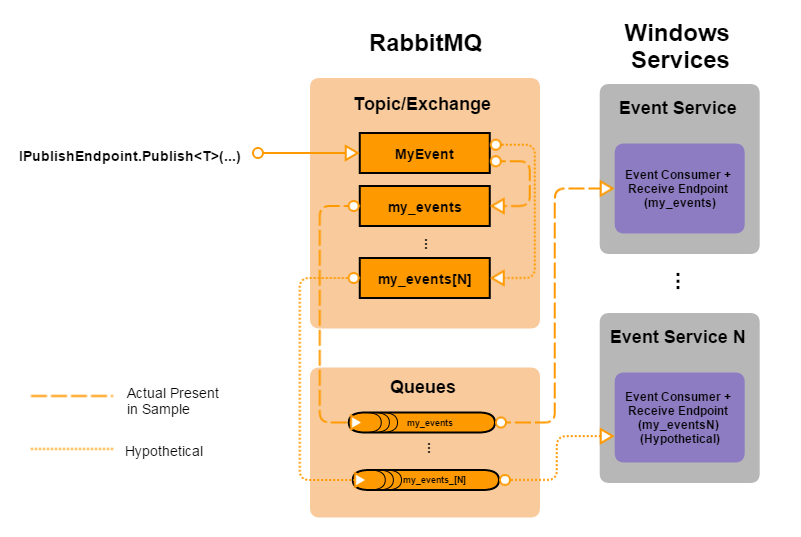 RabbitMQ
Windows
Services
Topic/Exchange
Event Service
IPublishEndpoint.Publish<T>(...)
MyEvent
Event Consumer +
Receive Endpoint
(my_events)
my_events
...
my_events[N]
...
Event Service N
Queues
Actual Present
in Sample
Event Consumer +
Receive Endpoint
(my_eventsN)
(Hypothetical)
my_events
...
Hypothetical
my_events_[N]